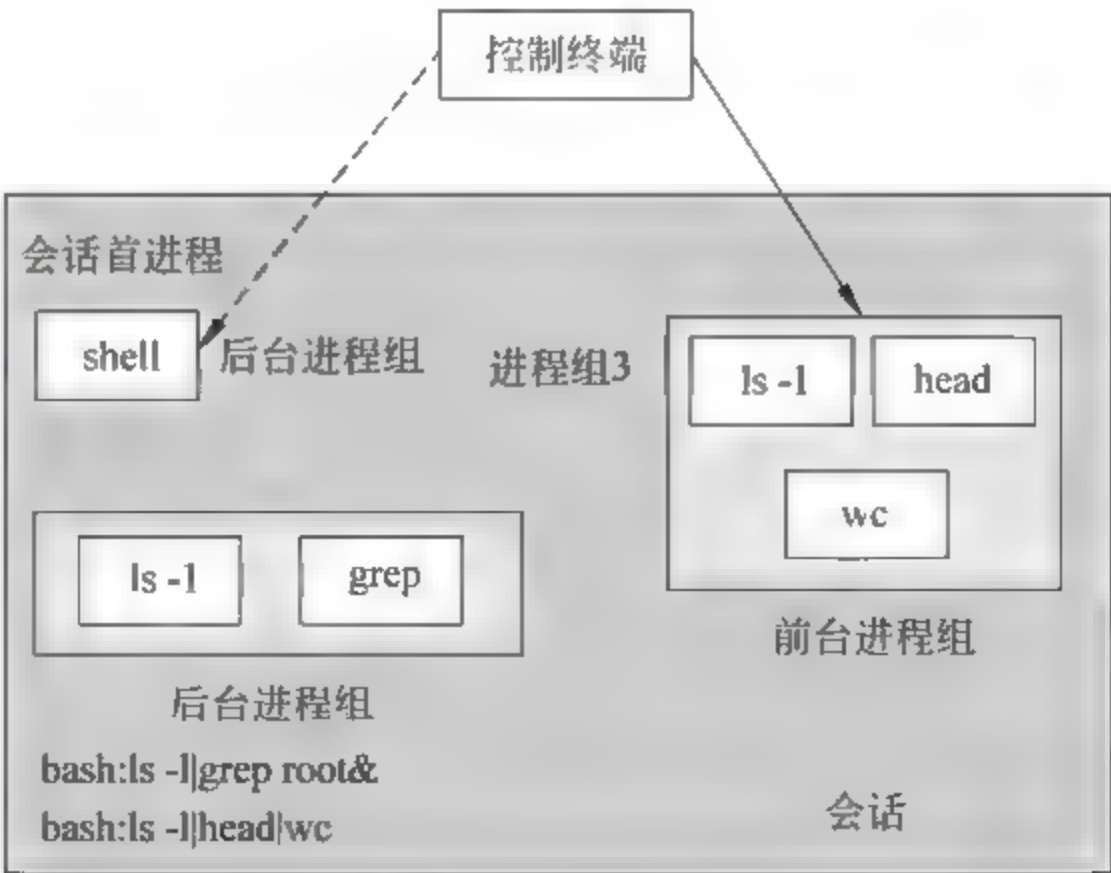 控制终端
会话首进程
shell
后台进程组
进程组3
ls -l
head
wc
前台进程组
ls -l
grep
后台进程组
bash:ls -l|grep root&
bash:ls -l|head|wc
会话